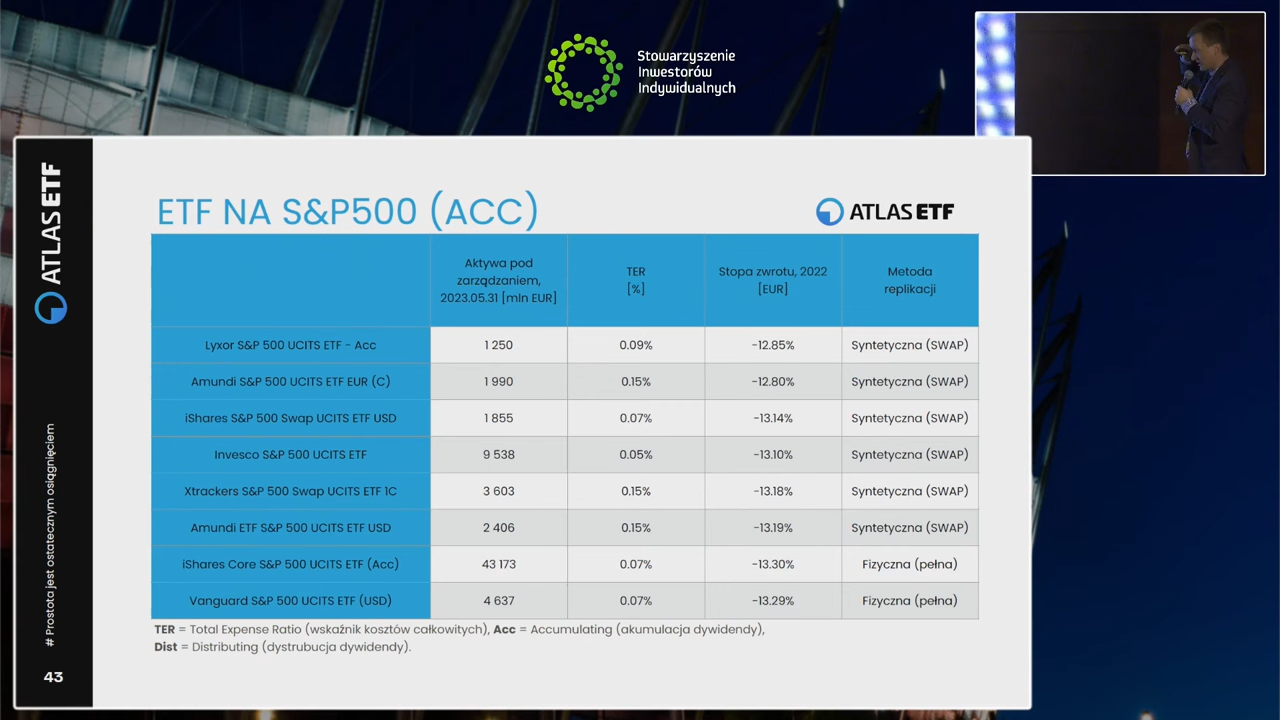 Stowarzyszenie
Inwestorów
Indywidualnych
ATLAS ETF
# Prostota jest ostatecznym osiągnięciem
43
ETF NA S&P500 (ACC)
ATLAS ETF
Aktywa pod zarządzaniem, 2023.05.31 [mln EUR] TER [%] Stopa zwrotu, 2022 [EUR] Metoda replikacji
Lyxor S&P 500 UCITS ETF - Acc 1 250 0.09% -12.85% Syntetyczna (SWAP)
Amundi S&P 500 UCITS ETF EUR (C) 1 990 0.15% -12.80% Syntetyczna (SWAP)
iShares S&P 500 Swap UCITS ETF USD 1 855 0.07% -13.14% Syntetyczna (SWAP)
Invesco S&P 500 UCITS ETF 9 538 0.05% -13.10% Syntetyczna (SWAP)
Xtrackers S&P 500 Swap UCITS ETF 1C 3 603 0.15% -13.18% Syntetyczna (SWAP)
Amundi ETF S&P 500 UCITS ETF USD 2 406 0.15% -13.19% Syntetyczna (SWAP)
iShares Core S&P 500 UCITS ETF (Acc) 43 173 0.07% -13.30% Fizyczna (pełna)
Vanguard S&P 500 UCITS ETF (USD) 4 637 0.07% -13.29% Fizyczna (pełna)
TER = Total Expense Ratio (wskaźnik kosztów całkowitych), Acc = Accumulating (akumulacja dywidendy),
Dist = Distributing (dystrubucja dywidendy).